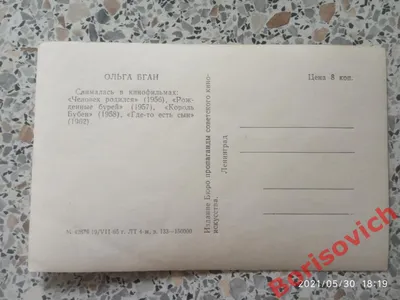 ОЛЬГА БГАН
Снималась в кинофильмах:
«Человек родился» (1956), «Рож-
денные бурей» (1957), «Король
Бубен» (1958), «Где-то есть сын»
(1962)
Цена 8 коп.
Издание Бюро пропаганды советского кино-
искусства.
Ленинград.
Borisovich
2021/05/30 18:19